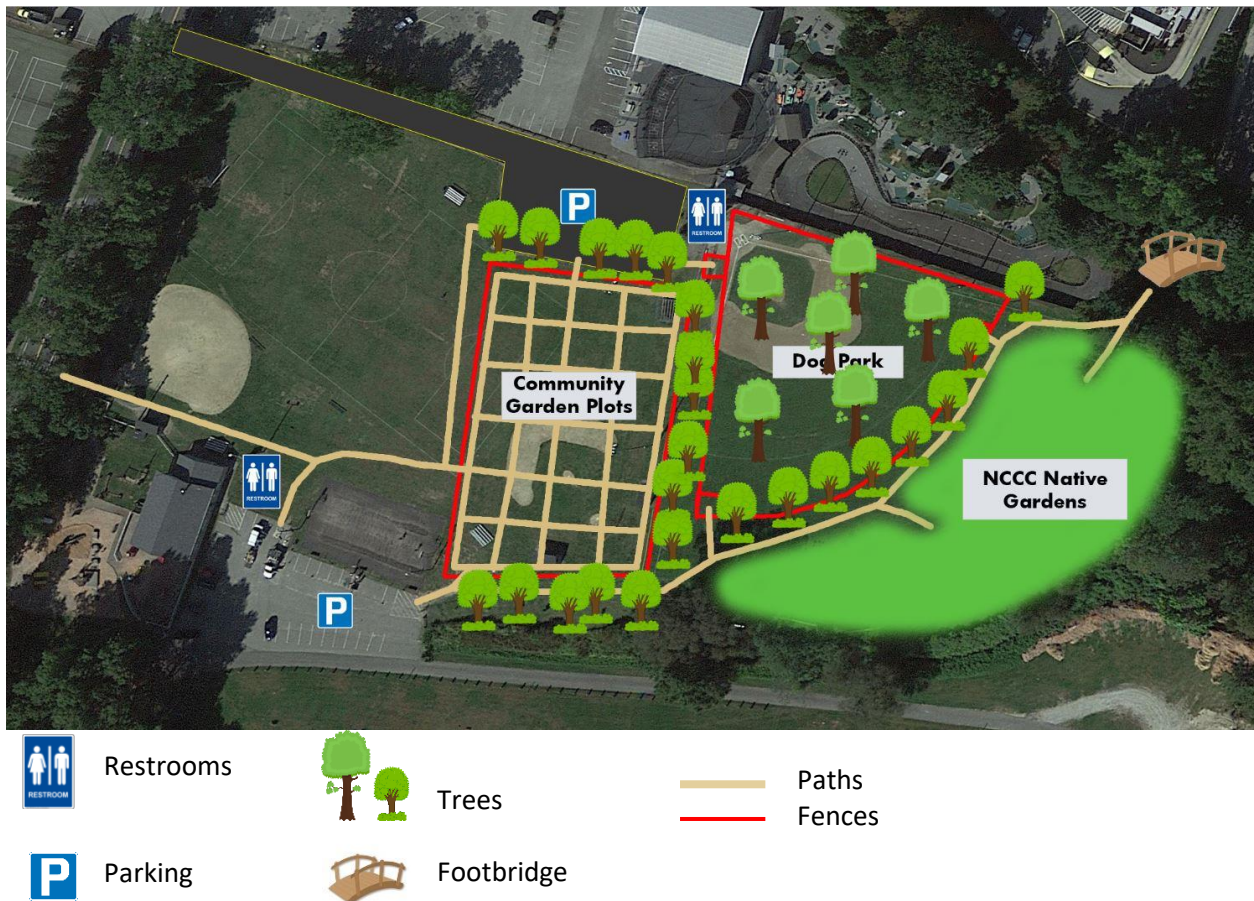 P
RESTROOM
Dog Park
Community
Garden Plots
RESTROOM
NCCC Native
Gardens
P
RESTROOM
Restrooms
Trees
Paths
Fences
P
Parking
Footbridge